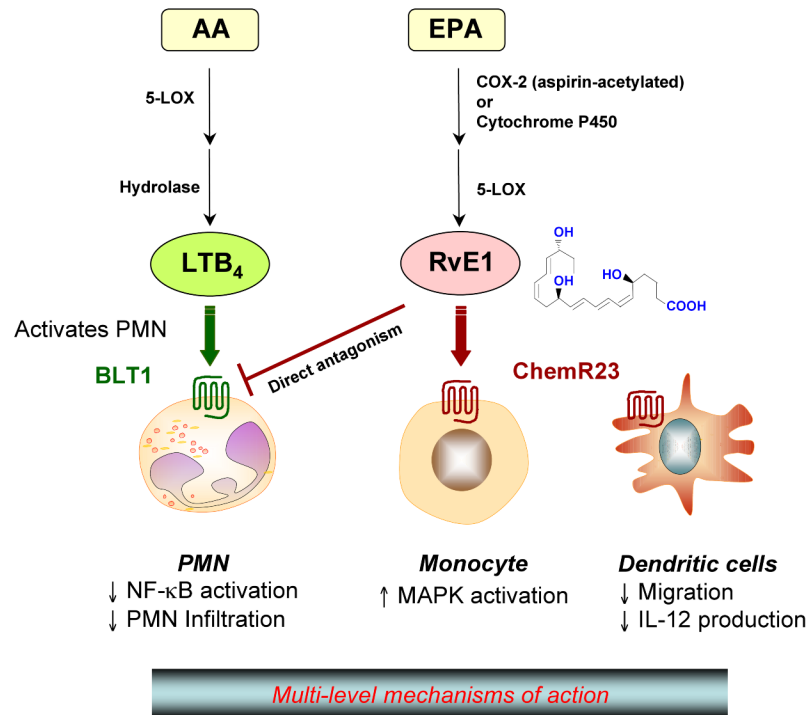 AA
EPA
5-LOX
COX-2 (aspirin-acetylated)
or
Cytochrome P450
Hydrolase
5-LOX
LTB4
RvE1
OH
OH
HO
COOH
Activates PMN
BLT1
Direct antagonism
ChemR23
PMN
↓ NF-κB activation
↓ PMN Infiltration
Monocyte
↑ MAPK activation
Dendritic cells
↓ Migration
↓ IL-12 production
Multi-level mechanisms of action